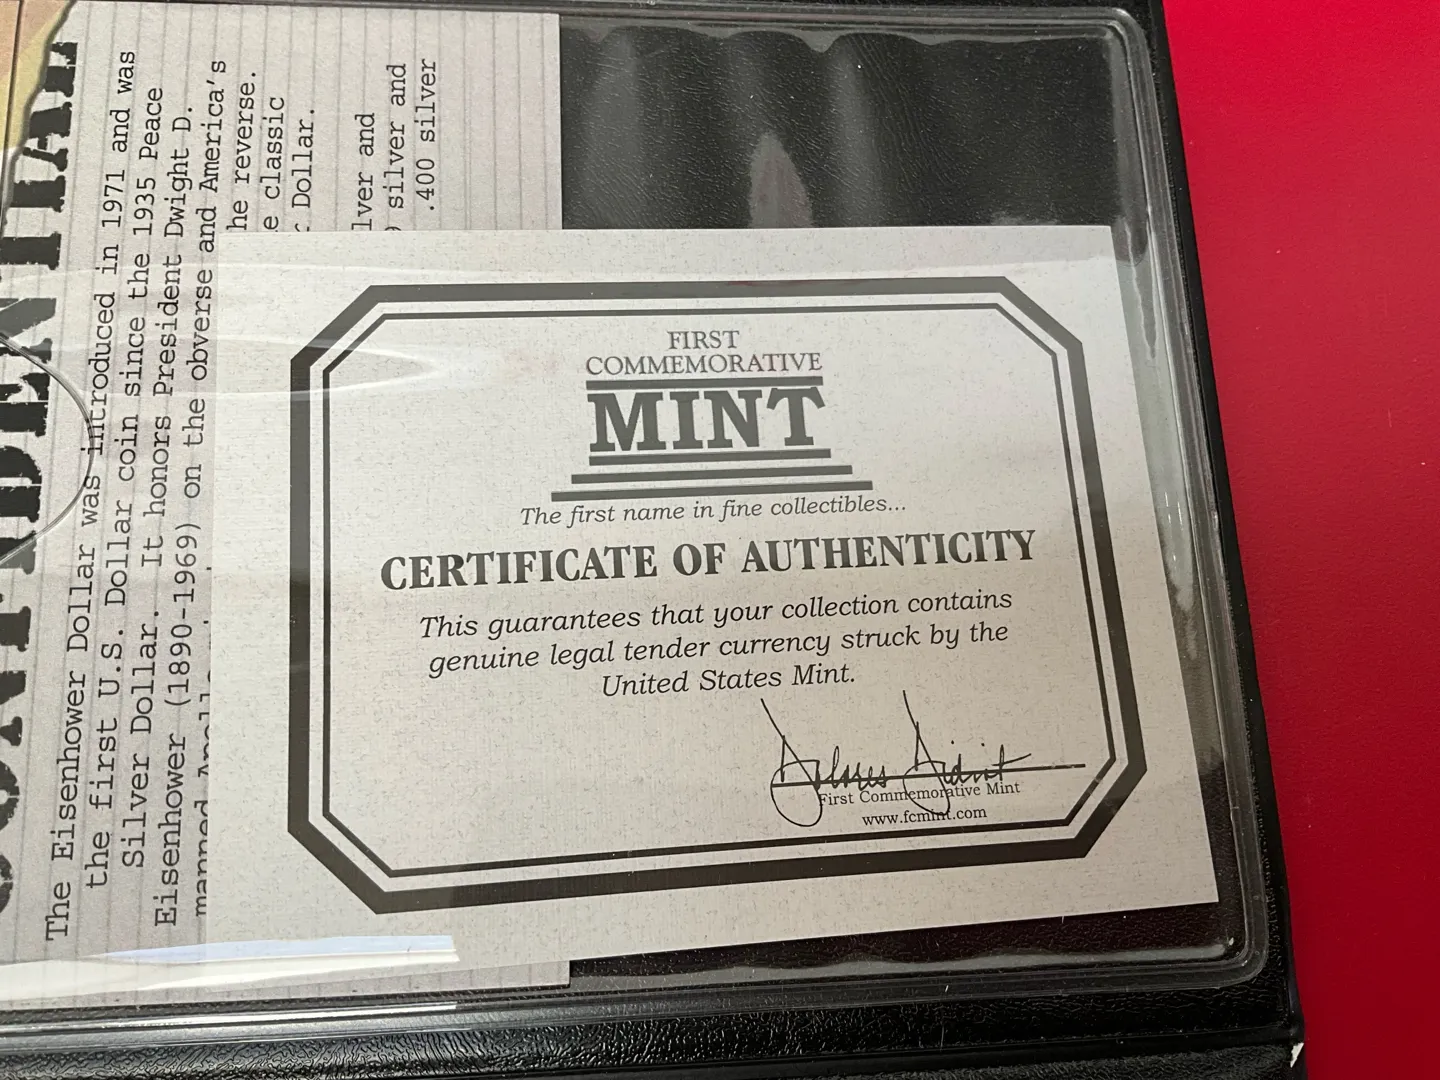 FIRST
COMMEMORATIVE
MINT
The first name in fine collectibles...
CERTIFICATE OF AUTHENTICITY
This guarantees that your collection contains
genuine legal tender currency struck by the
United States Mint.
First Commemorative Mint
www.fcmint.com
The Eisenhower Dollar was introduced in 1971 and was
the first U.S. Dollar coin since the 1935 Peace
Silver Dollar. It honors President Dwight D.
Eisenhower (1890-1969) on the obverse and America's
he reverse.
e classic
r Dollar.
lver and
silver and
.400 silver